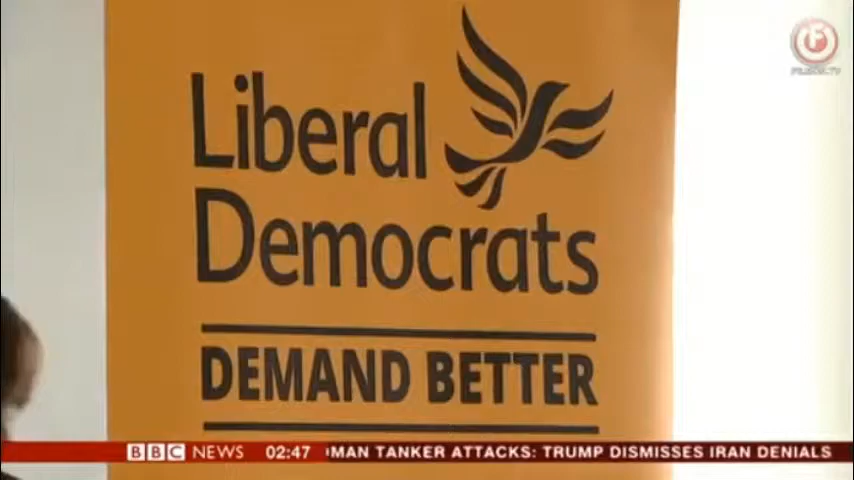 Liberal
Democrats
DEMAND BETTER
BBC NEWS 02:47 MAN TANKER ATTACKS: TRUMP DISMISSES IRAN DENIALS